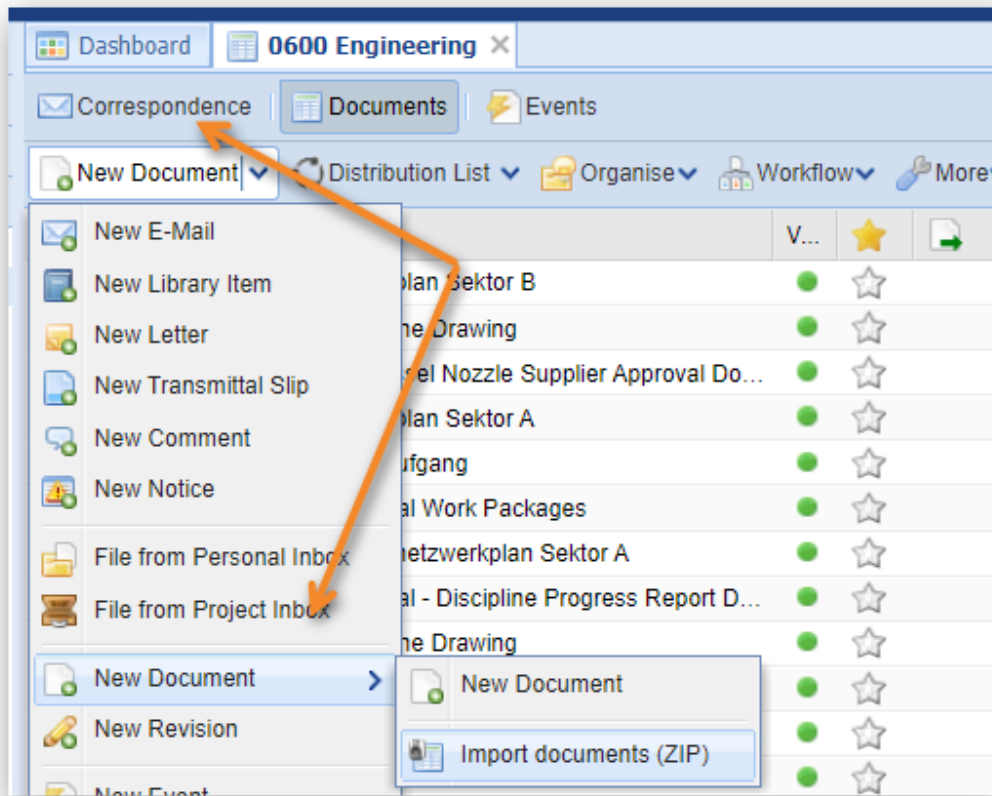 Dashboard 0600 Engineering
Correspondence Documents Events
New Document Distribution List Organise Workflow More
V...
New E-Mail
New Library Item
New Letter
New Transmittal Slip
New Comment
New Notice
File from Personal Inbox
File from Project Inbox
New Document
New Revision
New Event
plan Sektor B
ne Drawing
sel Nozzle Supplier Approval Do...
plan Sektor A
ufgang
al Work Packages
netzwerkplan Sektor A
al - Discipline Progress Report D...
ne Drawing
New Document
Import documents (ZIP)